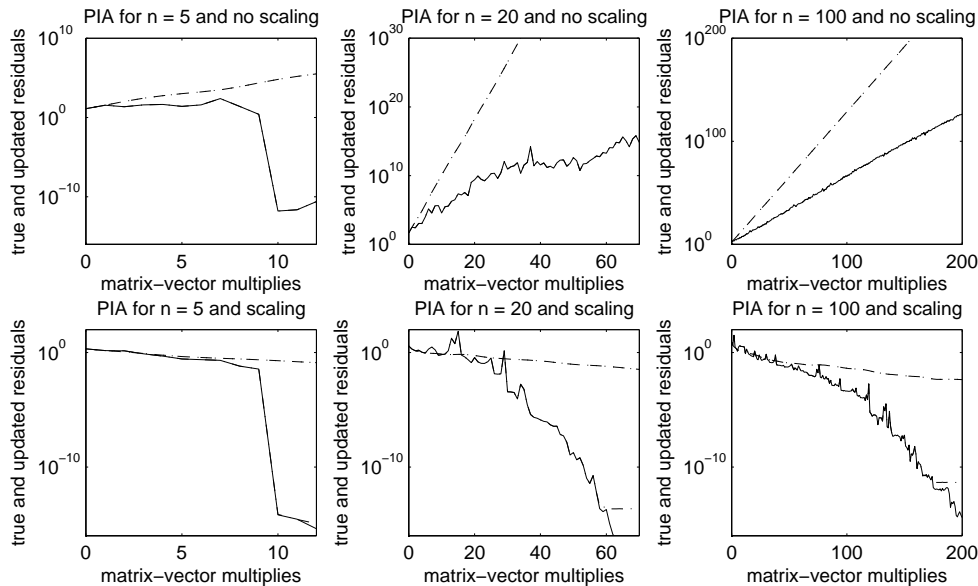 PIA for n = 5 and no scaling
true and updated residuals
10^10
10^0
10^−10
0 5 10
matrix−vector multiplies
PIA for n = 20 and no scaling
true and updated residuals
10^30
10^20
10^10
10^0
0 20 40 60
matrix−vector multiplies
PIA for n = 100 and no scaling
true and updated residuals
10^200
10^100
10^0
0 100 200
matrix−vector multiplies
PIA for n = 5 and scaling
true and updated residuals
10^0
10^−10
0 5 10
matrix−vector multiplies
PIA for n = 20 and scaling
true and updated residuals
10^0
10^−10
0 20 40 60
matrix−vector multiplies
PIA for n = 100 and scaling
true and updated residuals
10^0
10^−10
0 100 200
matrix−vector multiplies